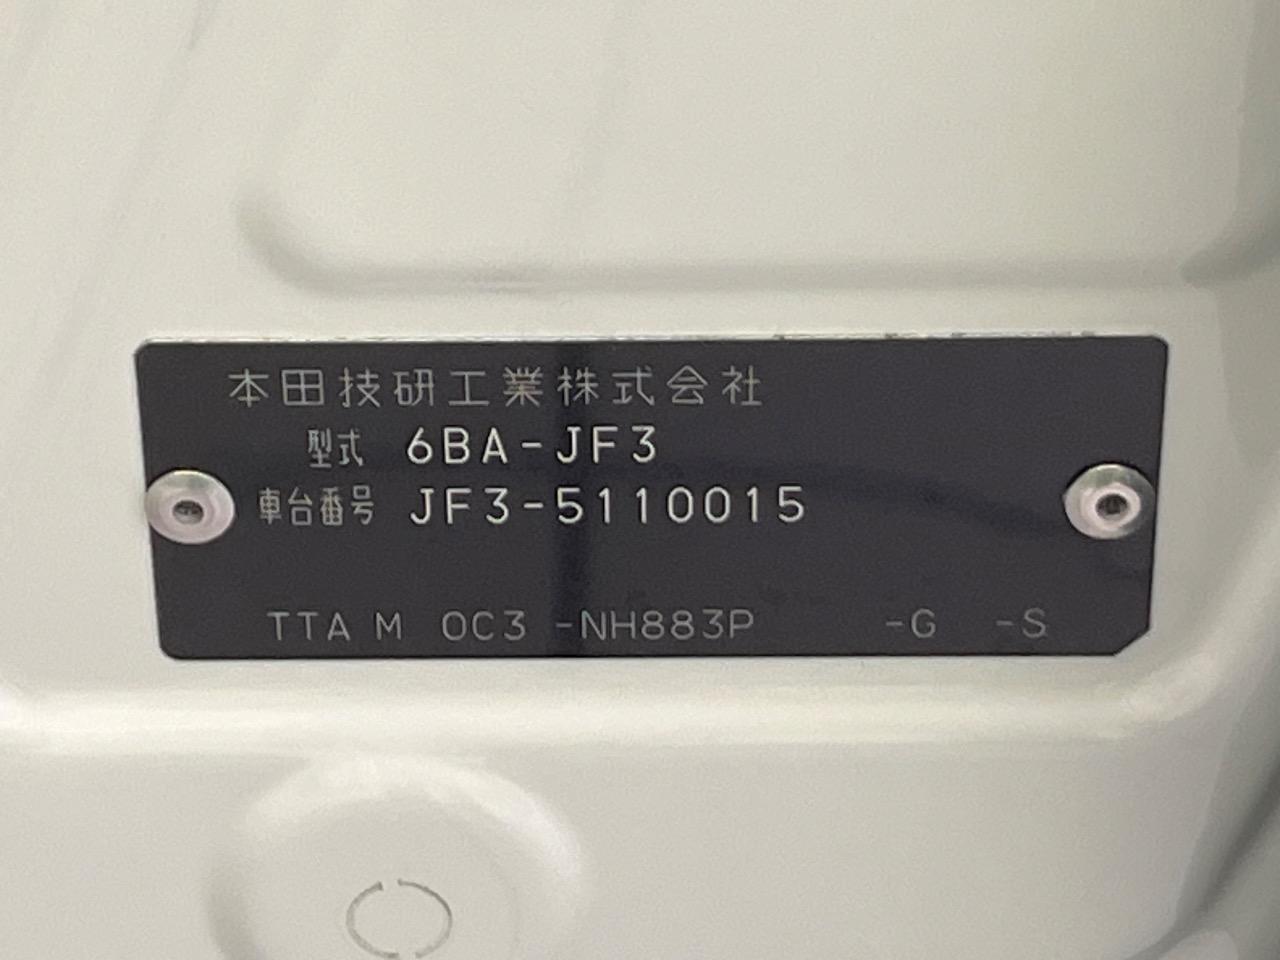 本田技研工業株式会社
型式 6BA-JF3
車台番号 JF3-5110015
TTA M 0C3 -NH883P -G -S